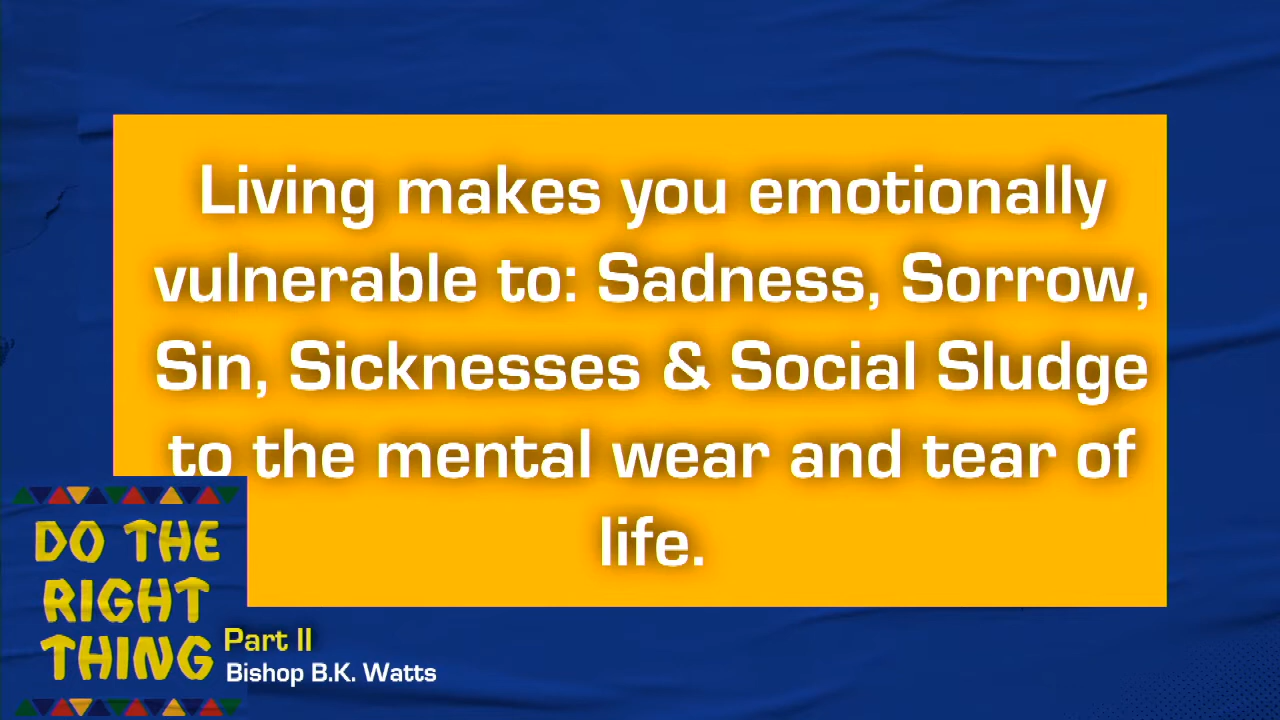 Living makes you emotionally
vulnerable to: Sadness, Sorrow,
Sin, Sicknesses & Social Sludge
to the mental wear and tear of
life.
DO THE
RIGHT
THING
Part II
Bishop B.K. Watts